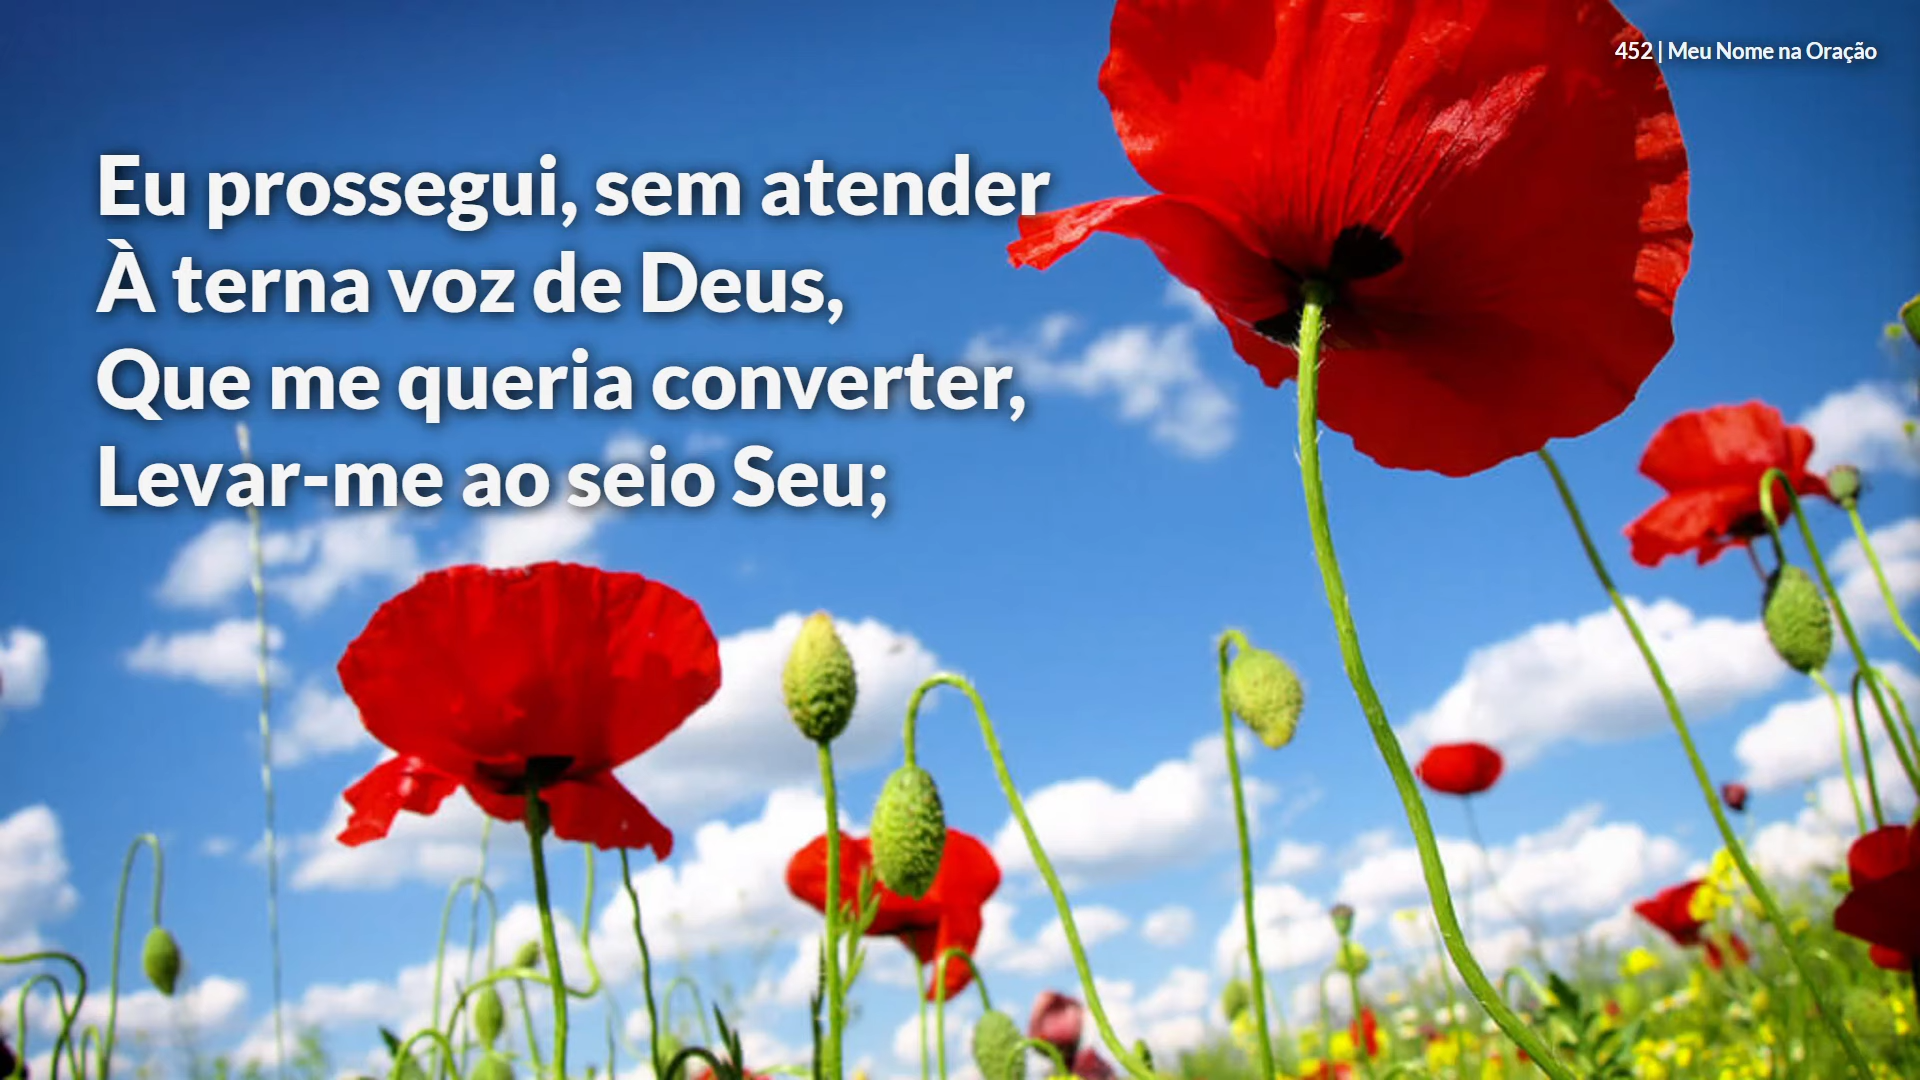 452 | Meu Nome na Oração
Eu prossegui, sem atender
À terna voz de Deus,
Que me queria converter,
Levar-me ao seio Seu;